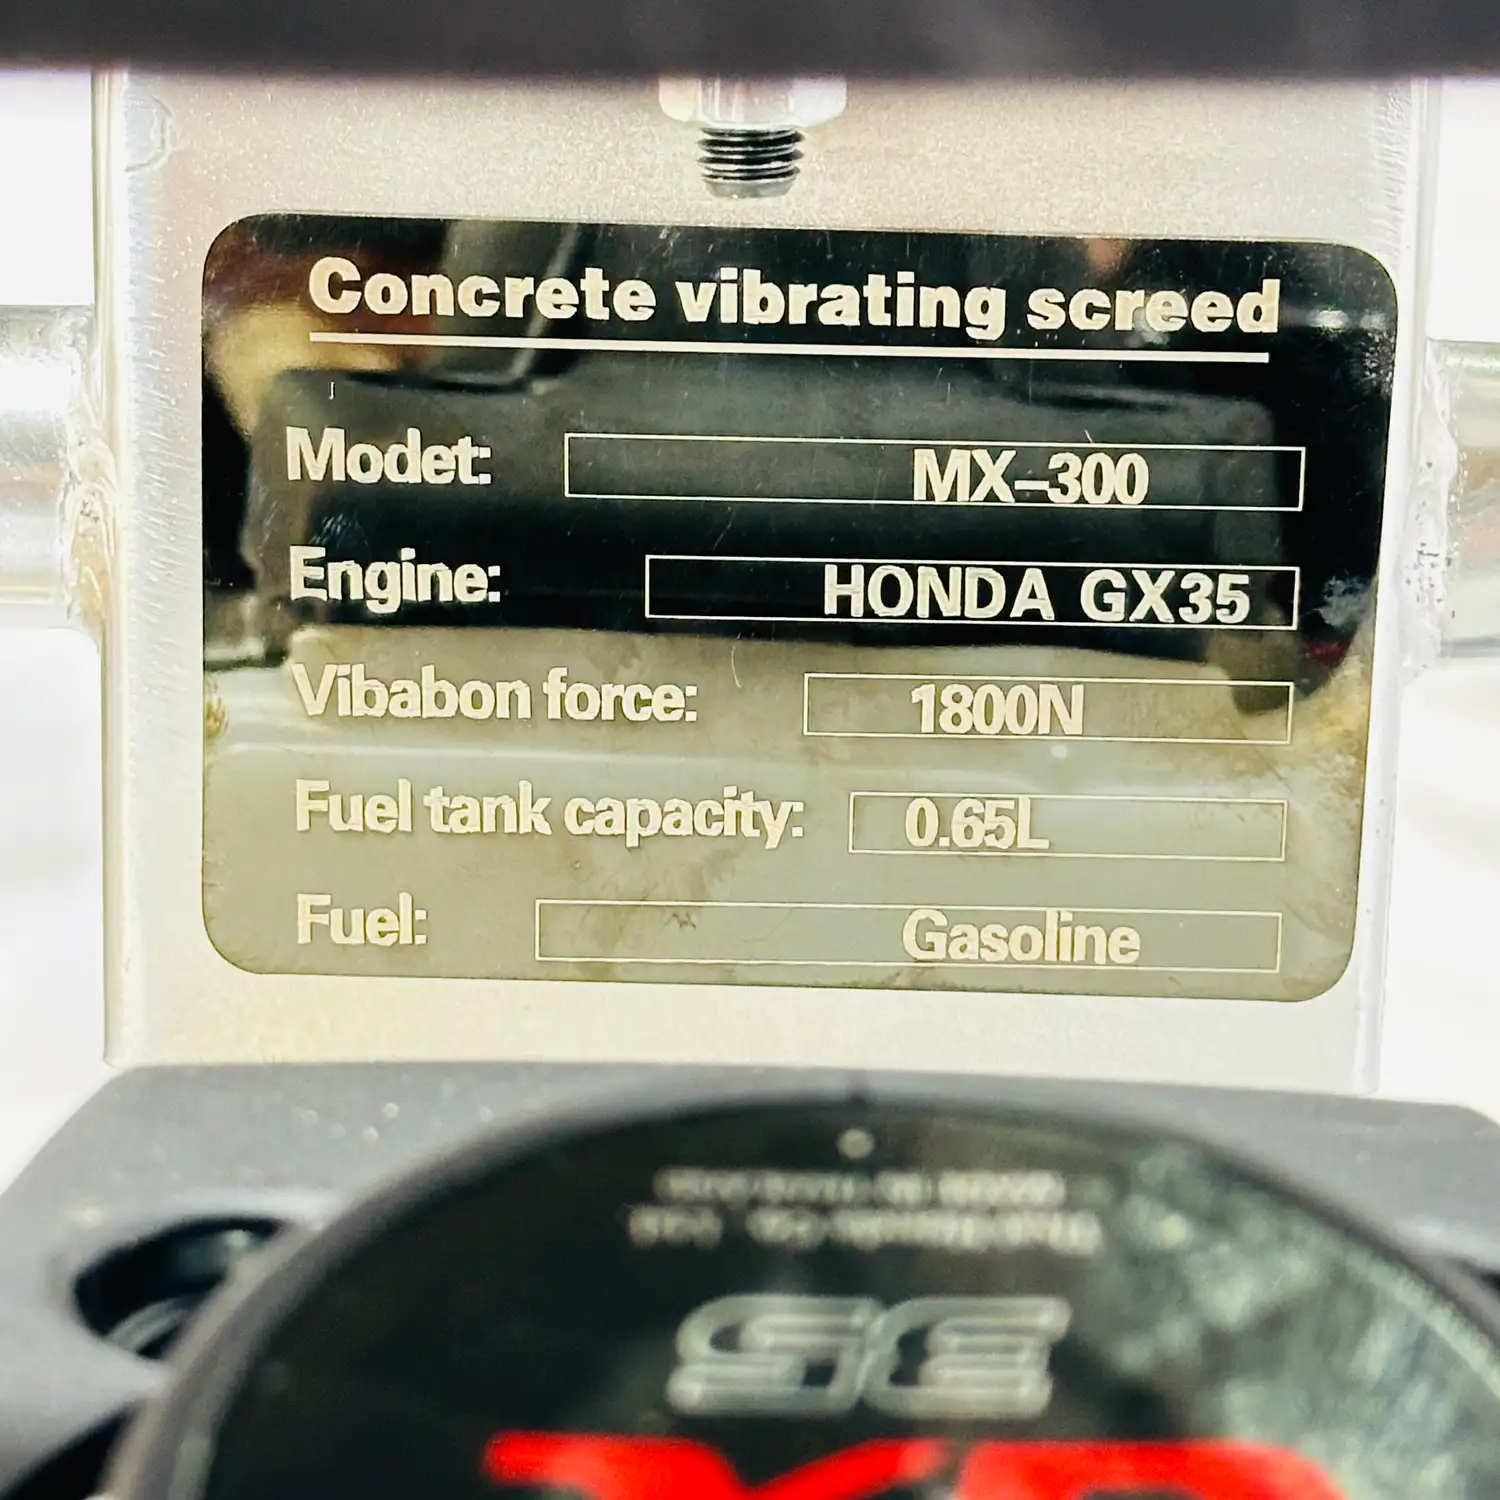 Concrete vibrating screed
Modet: MX-300
Engine: HONDA GX35
Vibabon force: 1800N
Fuel tank capacity: 0.65L
Fuel: Gasoline